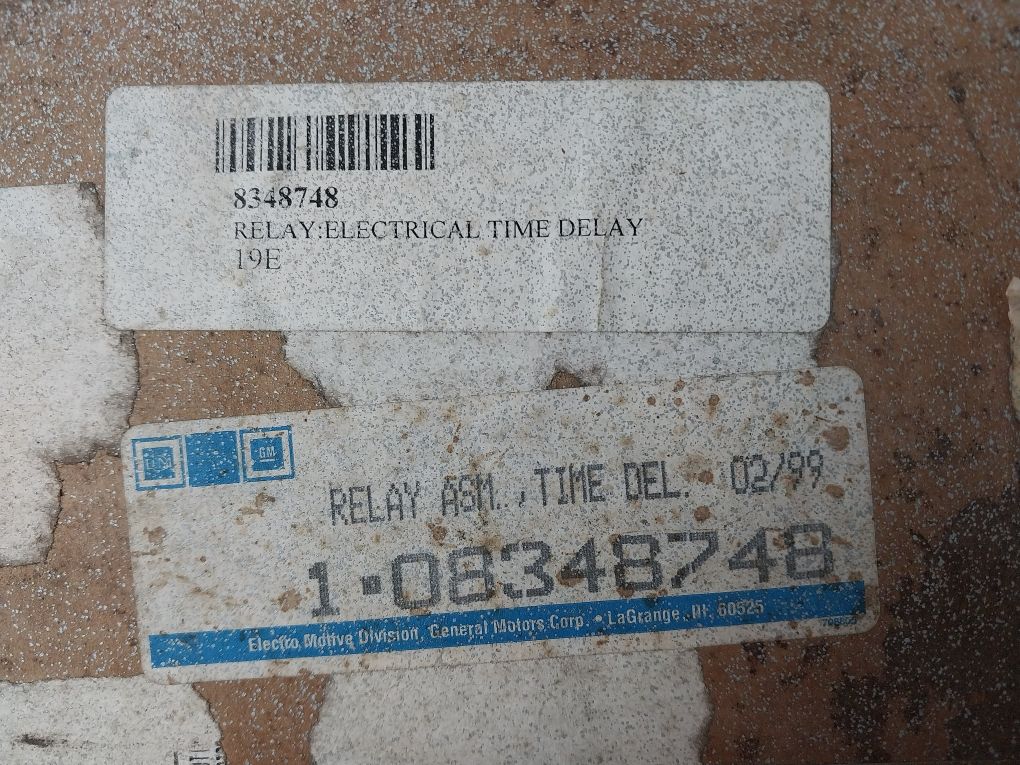 8348748
RELAY:ELECTRICAL TIME DELAY
19E
GM
RELAY ASM.,TIME DEL. 02/99
1·08348748
Electro Motive Division, General Motors Corp. • LaGrange, Ill. 60525